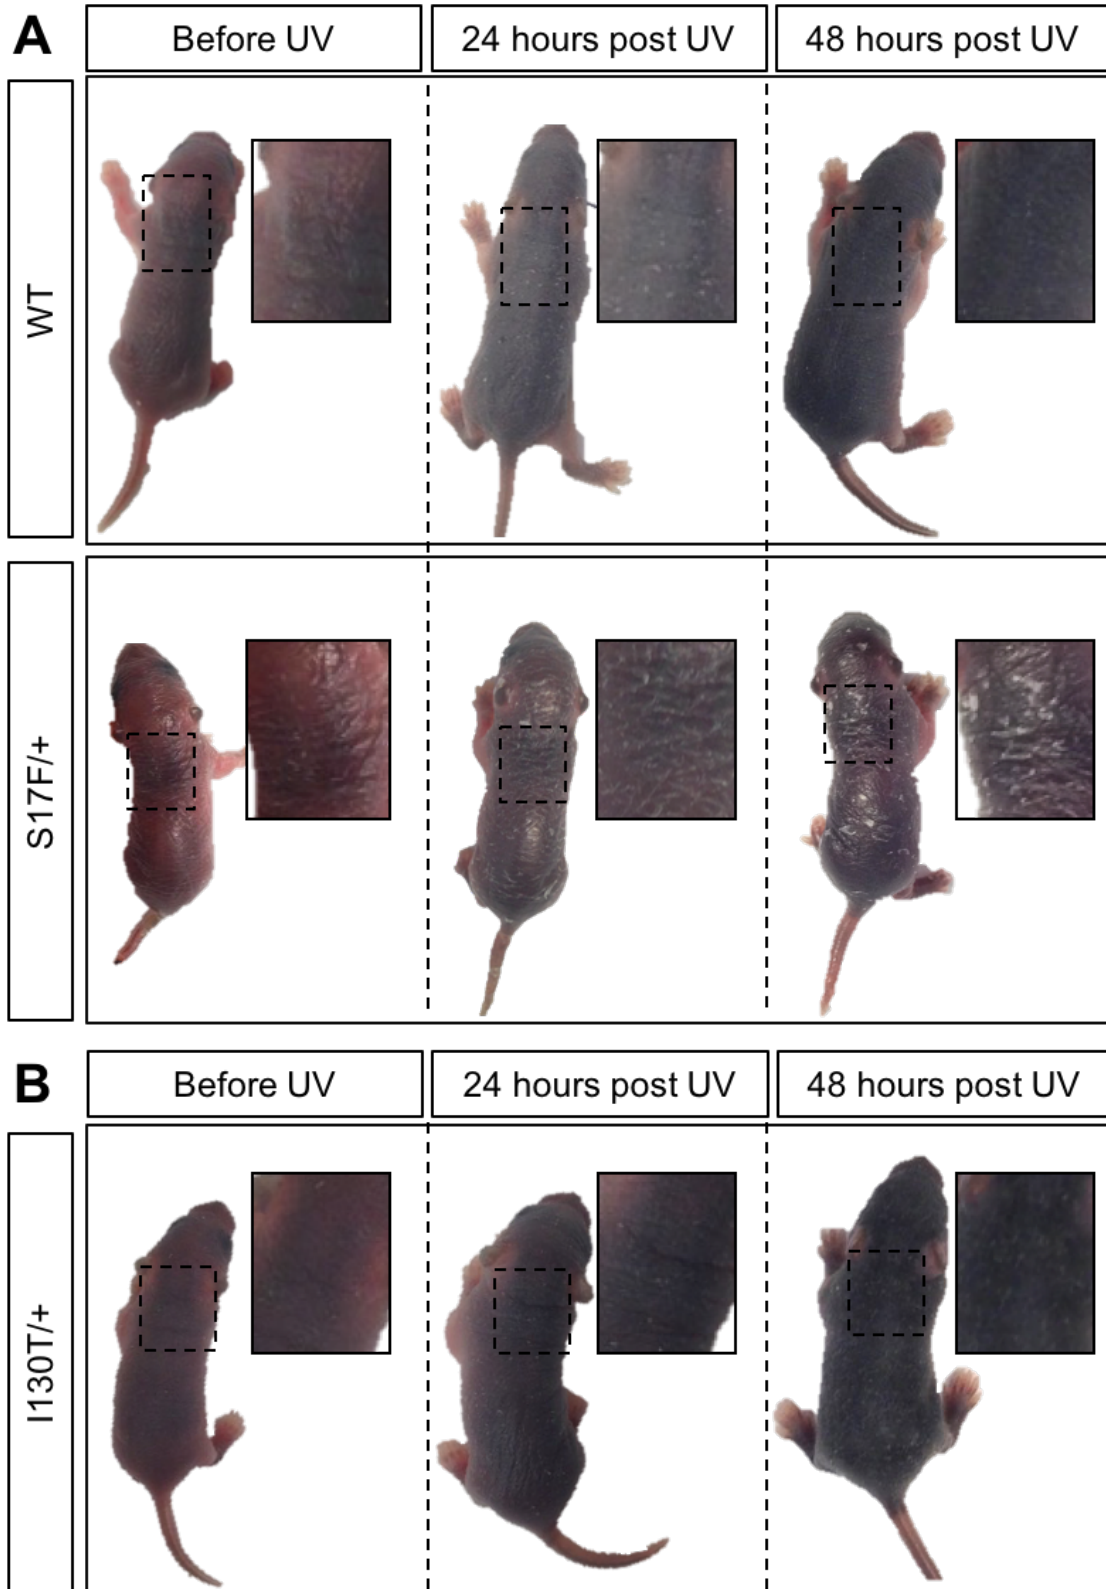 A
Before UV
24 hours post UV
48 hours post UV
WT
S17F/+
B
Before UV
24 hours post UV
48 hours post UV
I130T/+